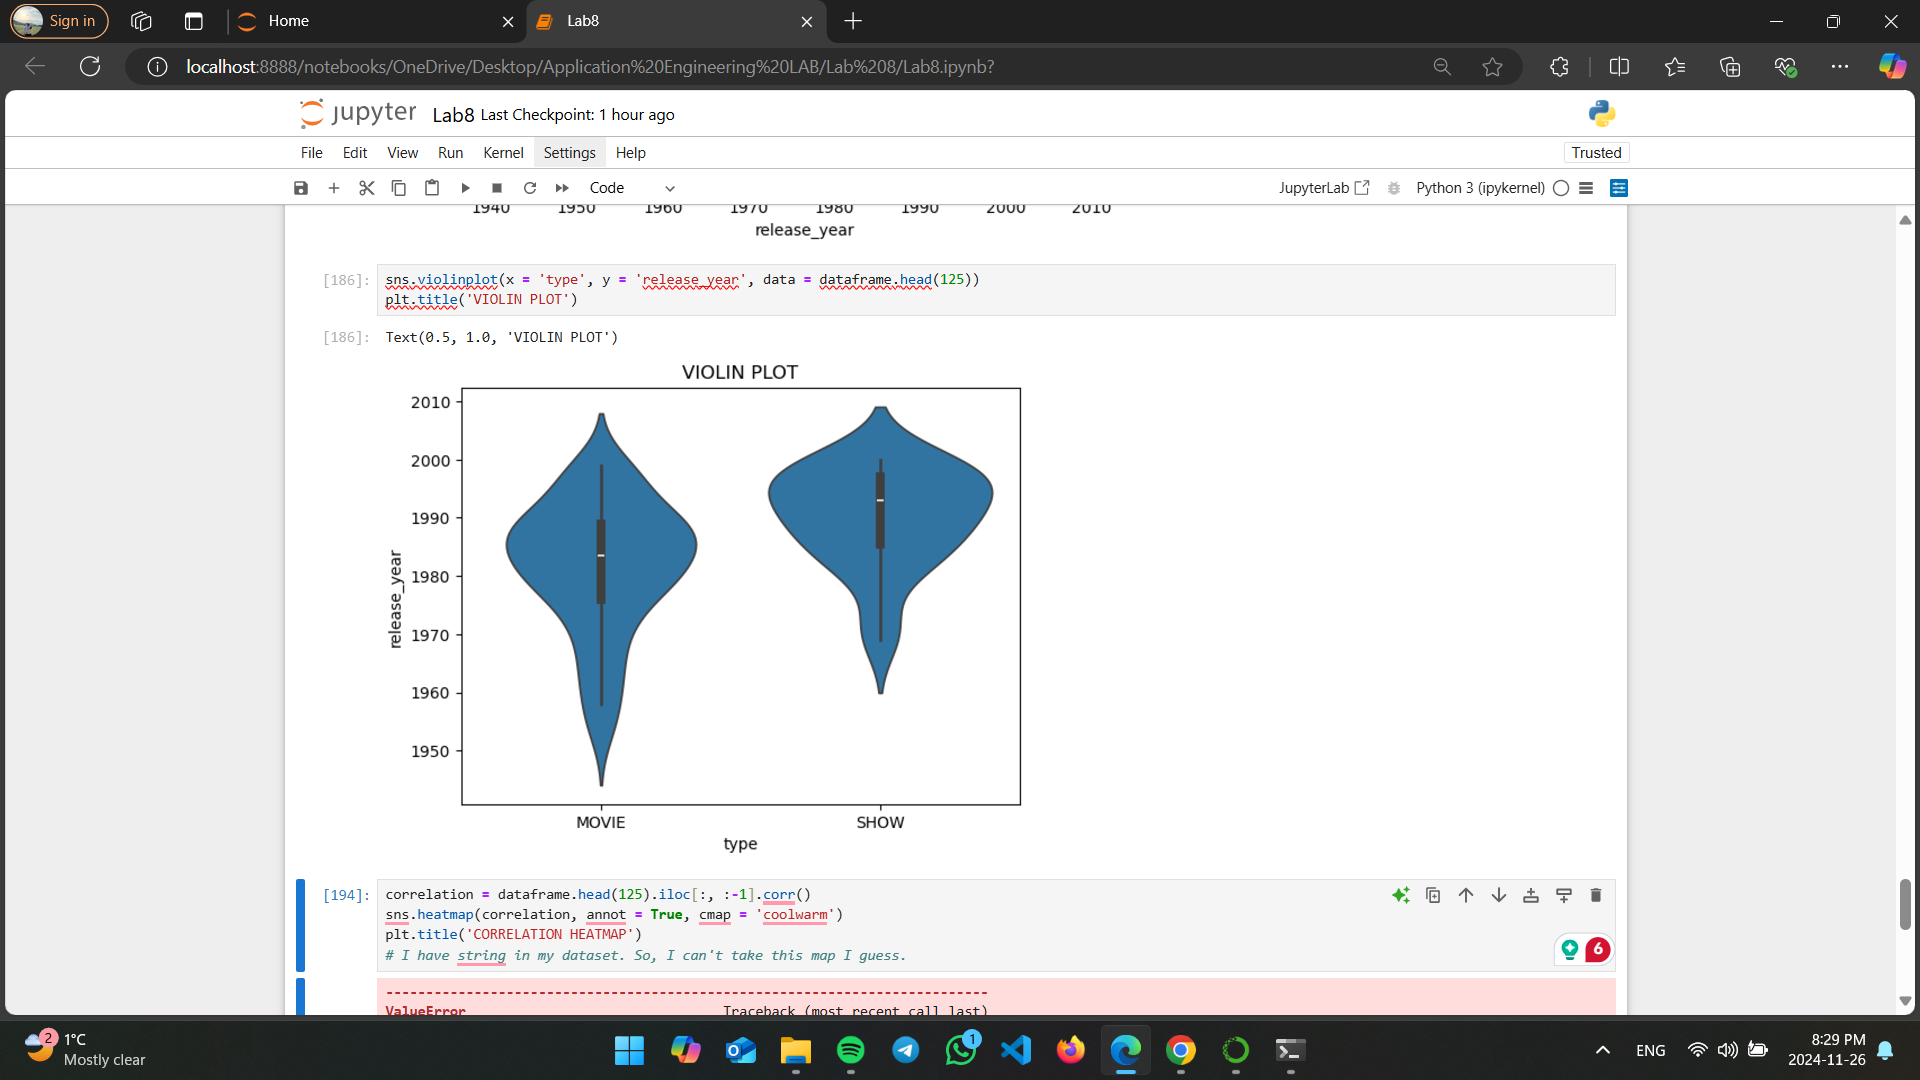 Sign in
Home
Lab8
localhost:8888/notebooks/OneDrive/Desktop/Application%20Engineering%20LAB/Lab%208/Lab8.ipynb?
jupyter Lab8 Last Checkpoint: 1 hour ago
File Edit View Run Kernel Settings Help
Trusted
Code
JupyterLab
Python 3 (ipykernel)
1940 1950 1960 1970 1980 1990 2000 2010
release_year
[186]: sns.violinplot(x = 'type', y = 'release_year', data = dataframe.head(125))
plt.title('VIOLIN PLOT')
[186]: Text(0.5, 1.0, 'VIOLIN PLOT')
VIOLIN PLOT
2010
2000
1990
1980
1970
1960
1950
release_year
MOVIE SHOW
type
[194]: correlation = dataframe.head(125).iloc[:, :-1].corr()
sns.heatmap(correlation, annot = True, cmap = 'coolwarm')
plt.title('CORRELATION HEATMAP')
# I have string in my dataset. So, I can't take this map I guess.
6
---------------------------------------------------------------------------
ValueError Traceback (most recent call last)
2
1°C
Mostly clear
1
ENG
8:29 PM
2024-11-26